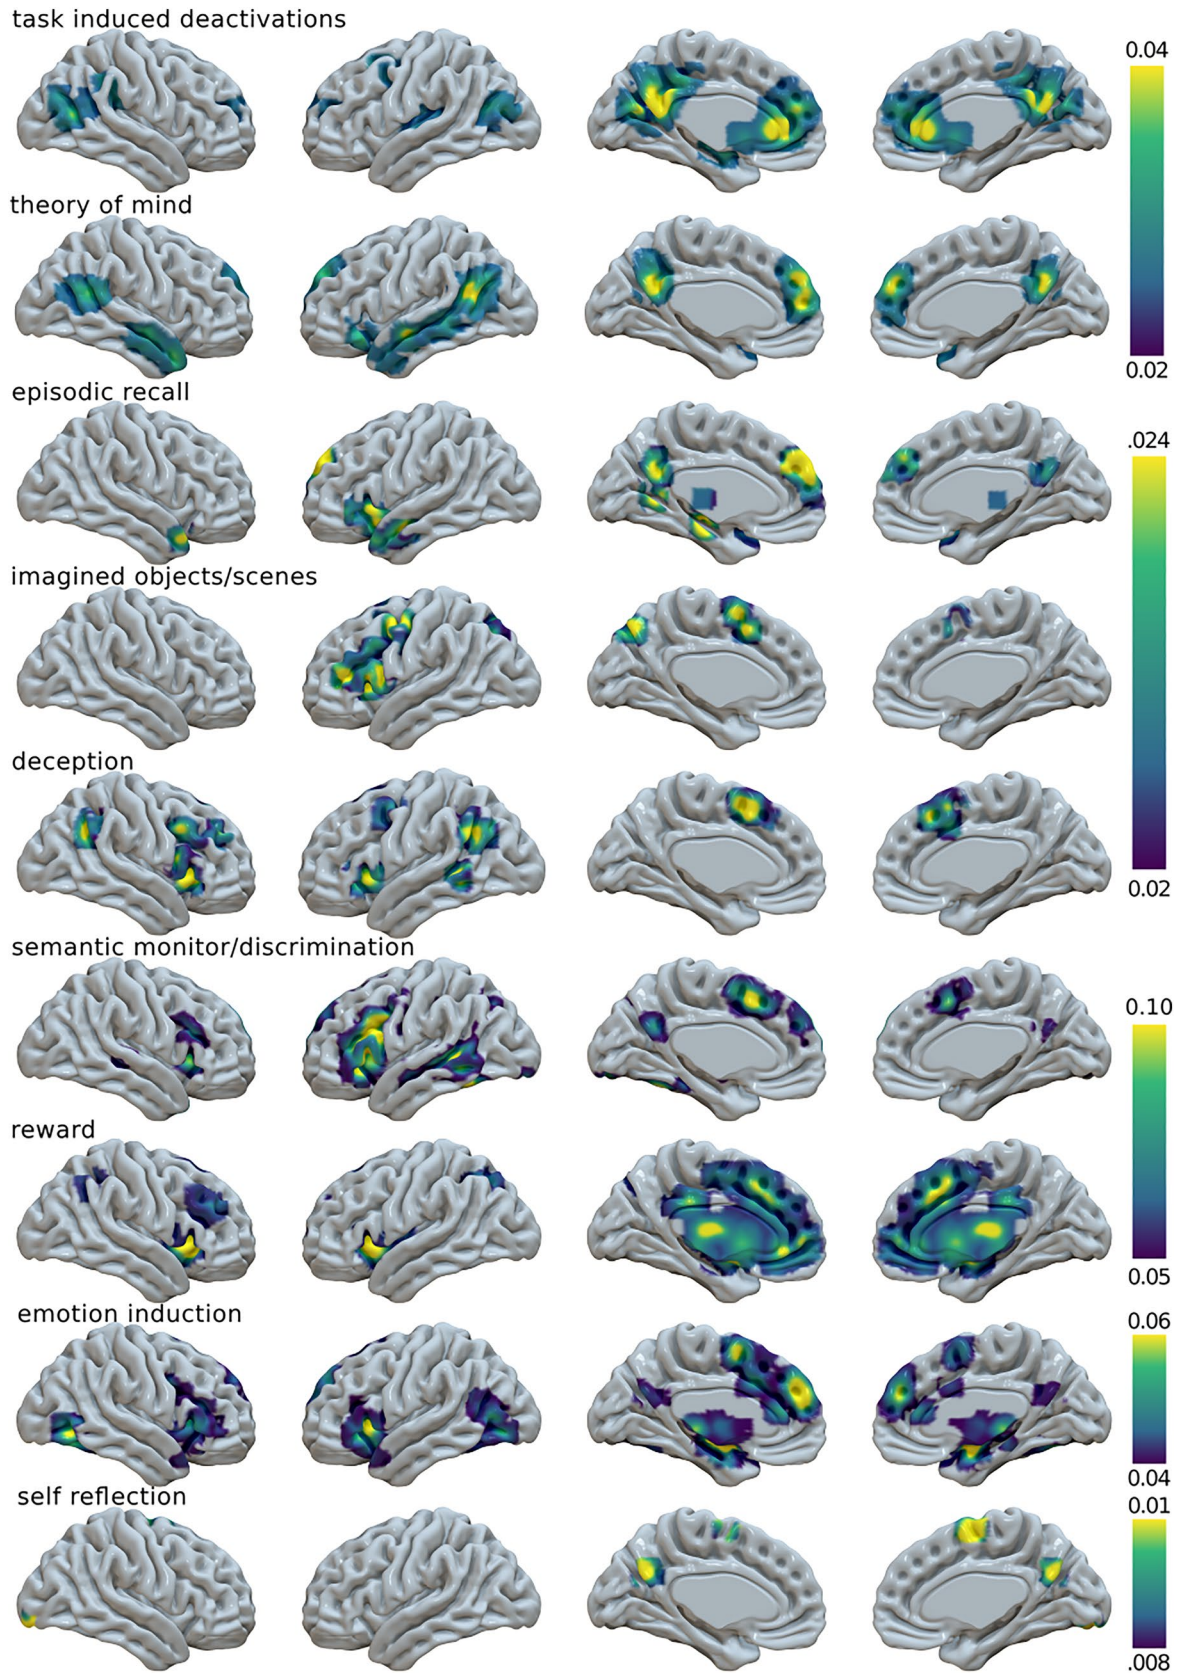 task induced deactivations
0.04
theory of mind
0.02
episodic recall
.024
imagined objects/scenes
deception
0.02
semantic monitor/discrimination
0.10
reward
0.05
emotion induction
0.06
0.04
self reflection
0.01
.008